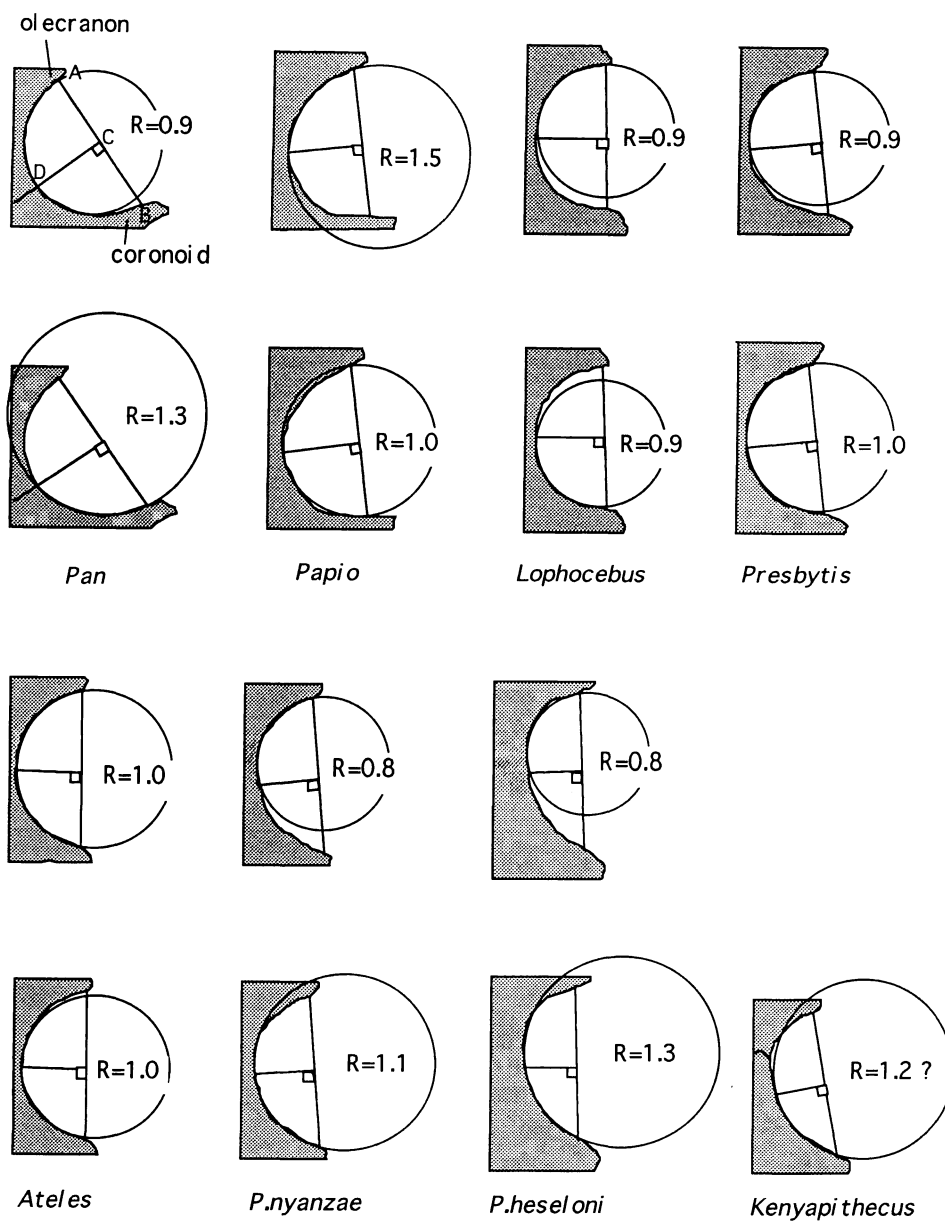 olecranon
A
R=0.9
C
D
B
coronoid
R=1.5
R=0.9
R=0.9
R=1.3
R=1.0
R=0.9
R=1.0
Pan
Papio
Lophocebus
Presbytis
R=1.0
R=0.8
R=0.8
R=1.0
R=1.1
R=1.3
R=1.2 ?
Ateles
P.nyanzae
P.heseloni
Kenyapithecus